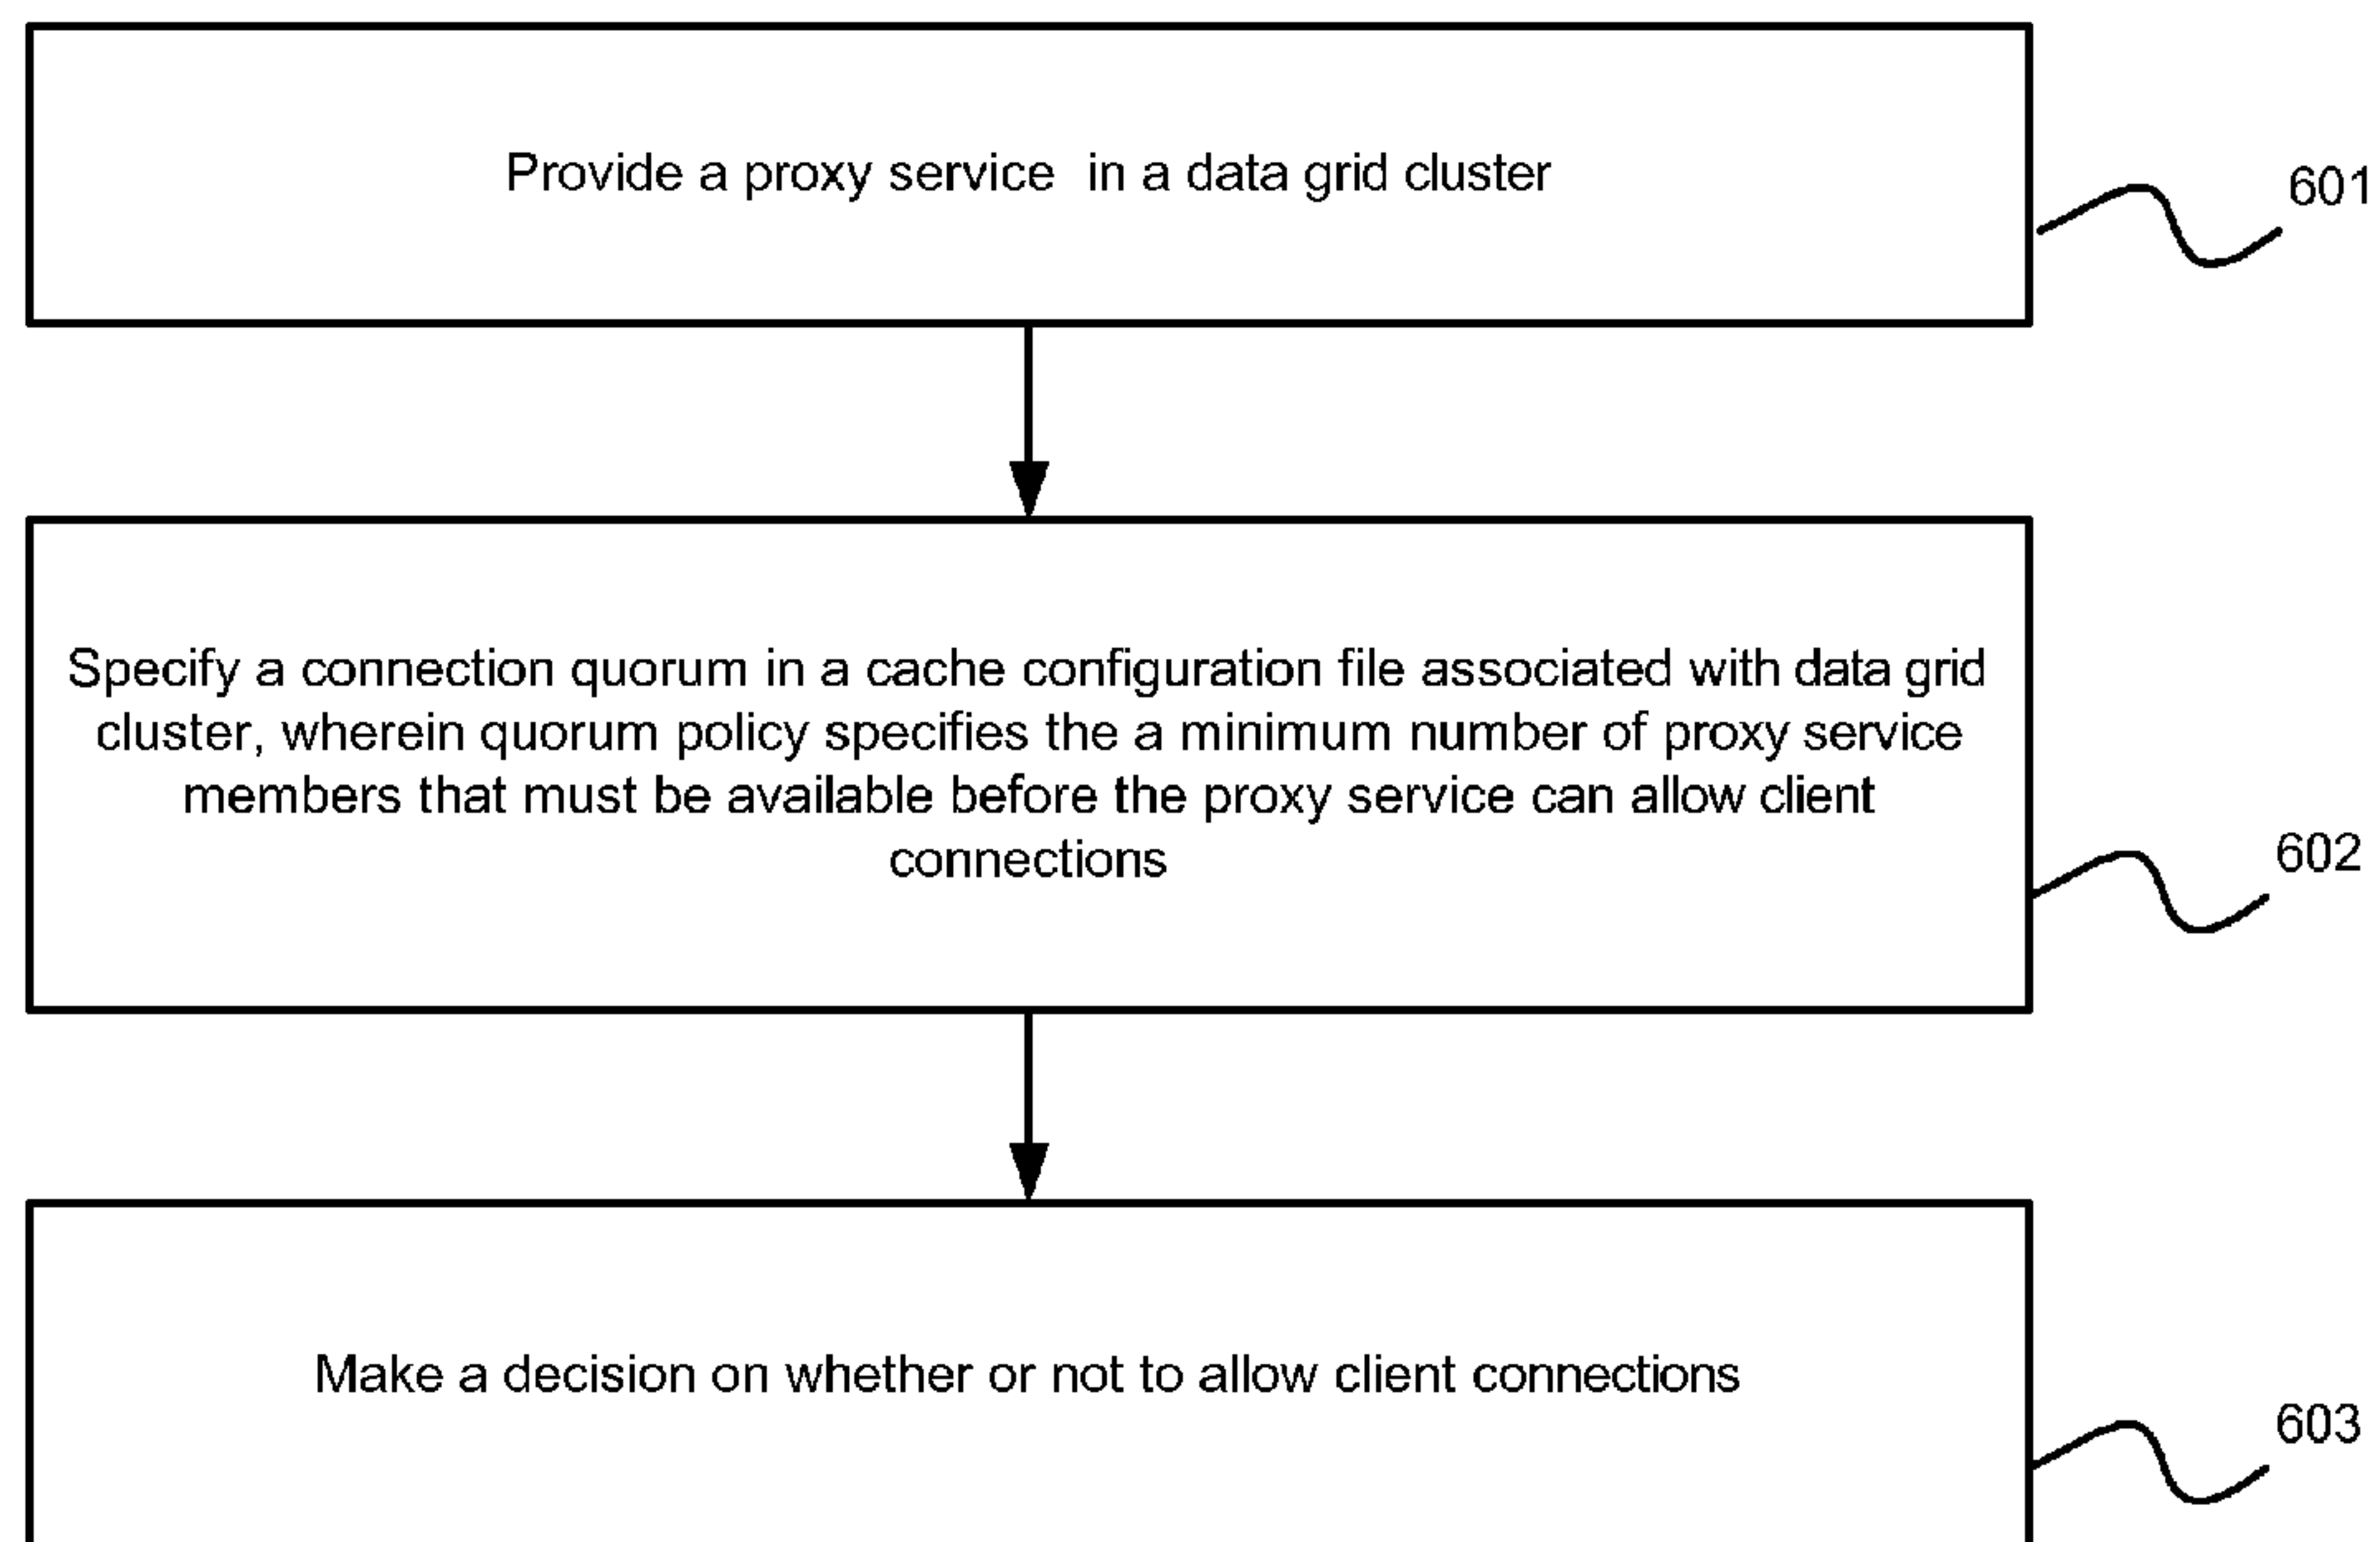 Provide a proxy service in a data grid cluster
601
Specify a connection quorum in a cache configuration file associated with data grid
cluster, wherein quorum policy specifies the a minimum number of proxy service
members that must be available before the proxy service can allow client
connections
602
Make a decision on whether or not to allow client connections
603